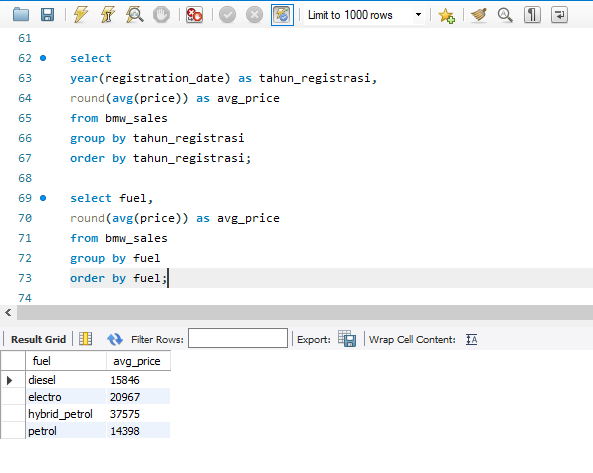 Limit to 1000 rows
61
62 select
63 year(registration_date) as tahun_registrasi,
64 round(avg(price)) as avg_price
65 from bmw_sales
66 group by tahun_registrasi
67 order by tahun_registrasi;
68
69 select fuel,
70 round(avg(price)) as avg_price
71 from bmw_sales
72 group by fuel
73 order by fuel;
74
Result Grid Filter Rows: Export: Wrap Cell Content: IA
fuel avg_price
diesel 15846
electro 20967
hybrid_petrol 37575
petrol 14398